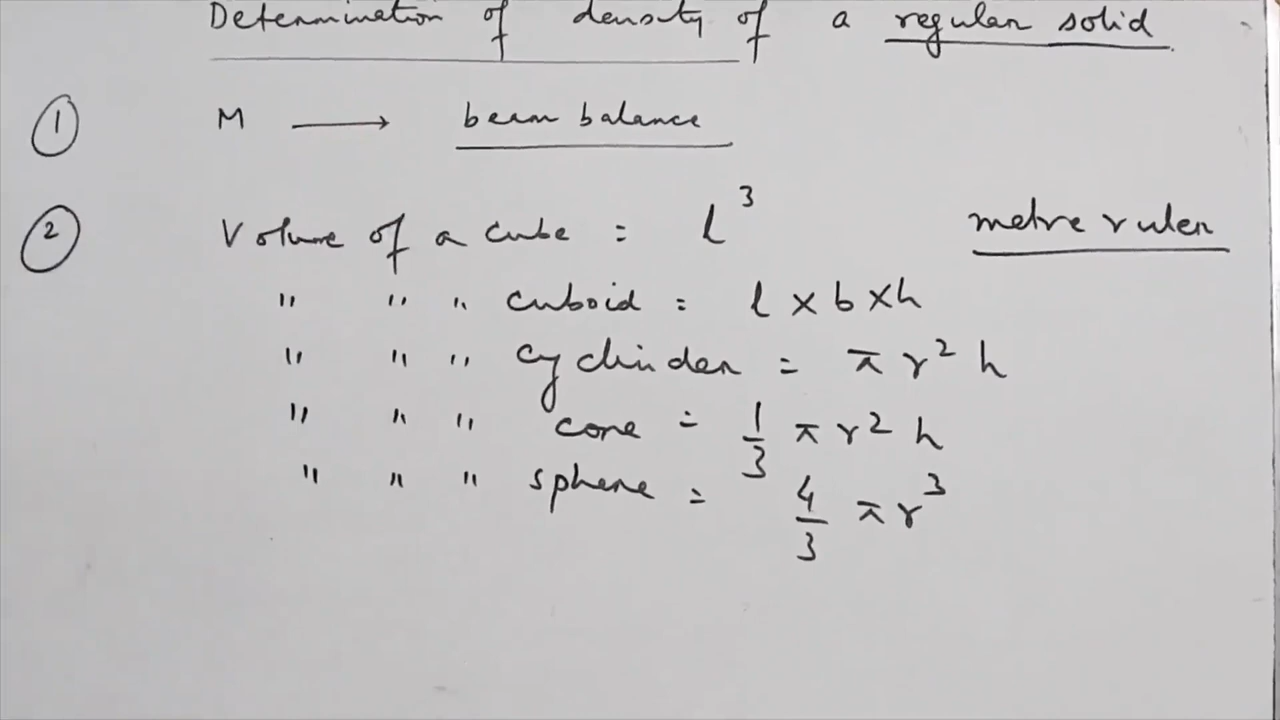 Determination of density of a regular solid
① M ⟶ beam balance
② Volume of a cube = l³ metre ruler
" " " cuboid = l × b × h
" " " cylinder = π r² h
" " " cone = 1/3 π r² h
" " " sphere = 4/3 π r³